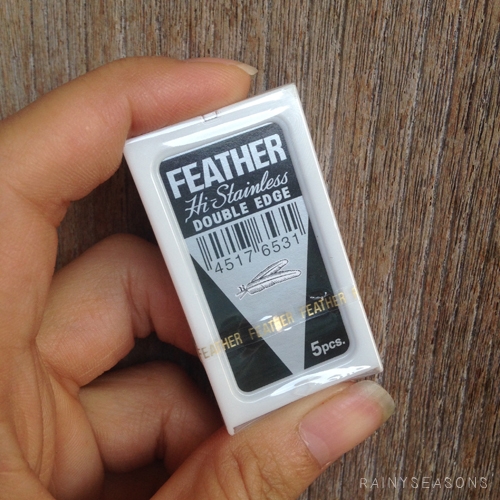 FEATHER
Hi-Stainless
DOUBLE EDGE
4517 6531
FEATHER FEATHER FEATHER F
5pcs.
RAINYSEASONS